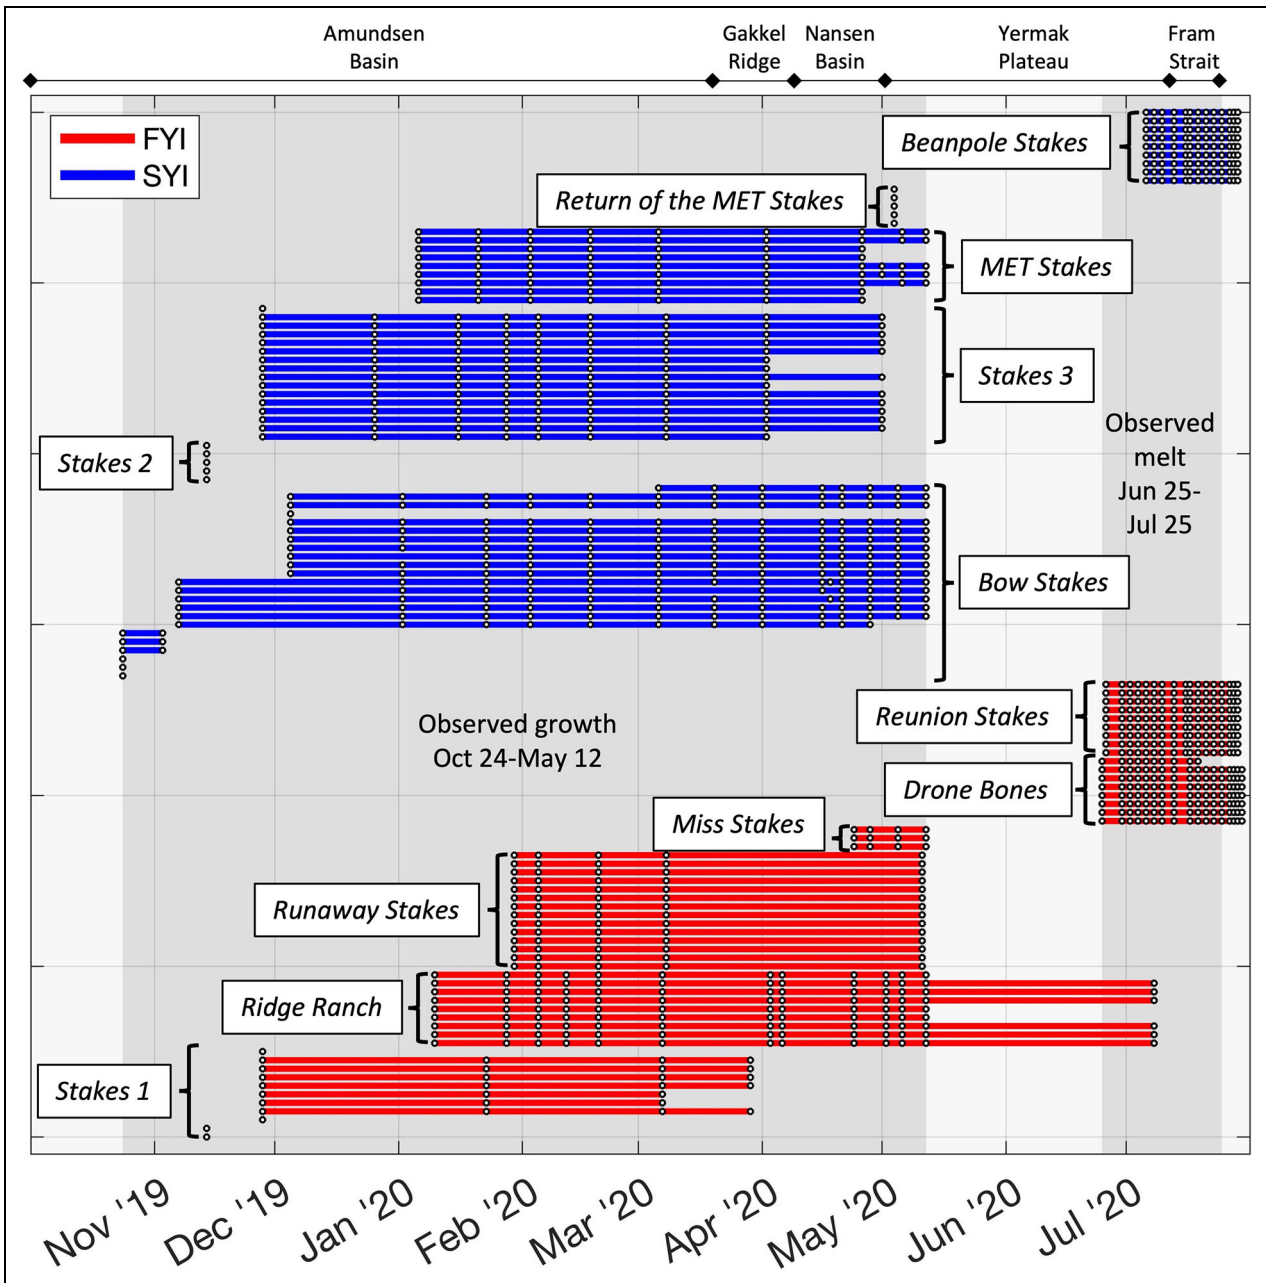 Amundsen
Basin
Gakkel
Ridge
Nansen
Basin
Yermak
Plateau
Fram
Strait
FYI
SYI
Beanpole Stakes
Return of the MET Stakes
MET Stakes
Stakes 3
Observed
melt
Jun 25-
Jul 25
Stakes 2
Bow Stakes
Reunion Stakes
Observed growth
Oct 24-May 12
Drone Bones
Miss Stakes
Runaway Stakes
Ridge Ranch
Stakes 1
Nov '19
Dec '19
Jan '20
Feb '20
Mar '20
Apr '20
May '20
Jun '20
Jul '20